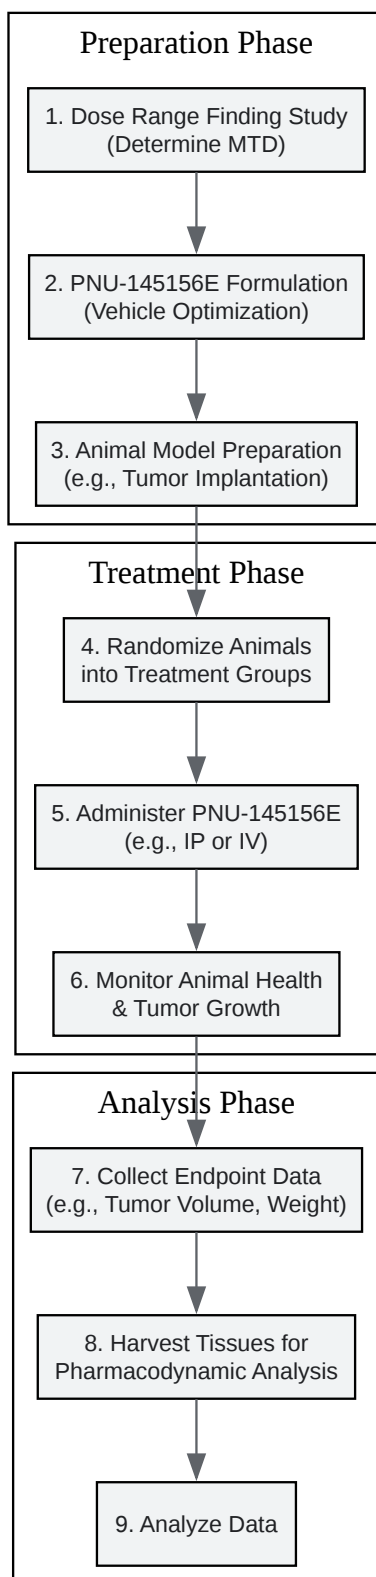 Preparation Phase
1. Dose Range Finding Study
(Determine MTD)
2. PNU-145156E Formulation
(Vehicle Optimization)
3. Animal Model Preparation
(e.g., Tumor Implantation)
Treatment Phase
4. Randomize Animals
into Treatment Groups
5. Administer PNU-145156E
(e.g., IP or IV)
6. Monitor Animal Health
& Tumor Growth
Analysis Phase
7. Collect Endpoint Data
(e.g., Tumor Volume, Weight)
8. Harvest Tissues for
Pharmacodynamic Analysis
9. Analyze Data